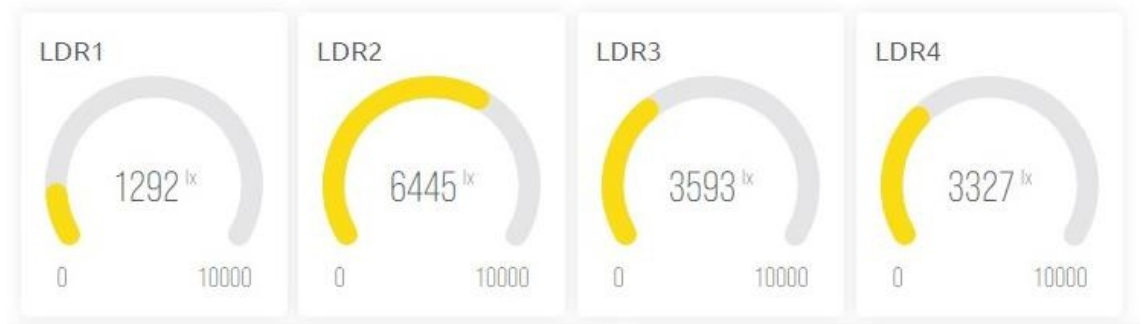 LDR1
1292 lx
0 10000
LDR2
6445 lx
0 10000
LDR3
3593 lx
0 10000
LDR4
3327 lx
0 10000